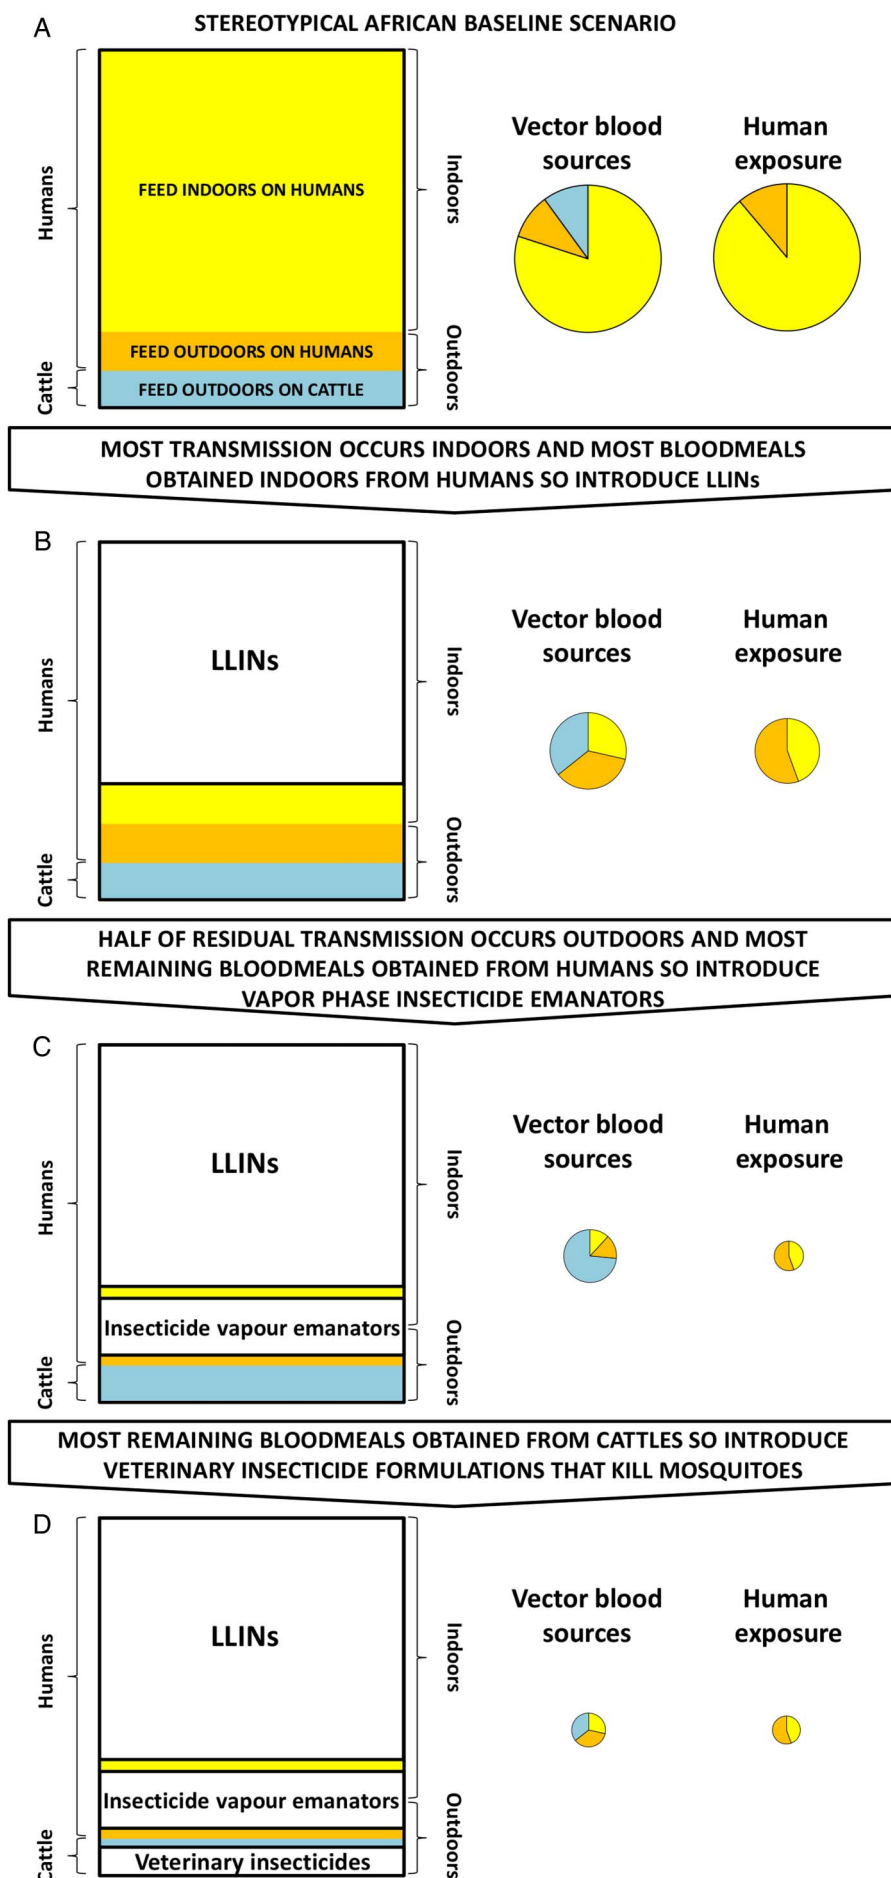 A
STEREOTYPICAL AFRICAN BASELINE SCENARIO
Humans
Cattle
FEED INDOORS ON HUMANS
FEED OUTDOORS ON HUMANS
FEED OUTDOORS ON CATTLE
Indoors
Outdoors
Vector blood
sources
Human
exposure
MOST TRANSMISSION OCCURS INDOORS AND MOST BLOODMEALS
OBTAINED INDOORS FROM HUMANS SO INTRODUCE LLINs
B
Humans
Cattle
LLINs
Indoors
Outdoors
Vector blood
sources
Human
exposure
HALF OF RESIDUAL TRANSMISSION OCCURS OUTDOORS AND MOST
REMAINING BLOODMEALS OBTAINED FROM HUMANS SO INTRODUCE
VAPOR PHASE INSECTICIDE EMANATORS
C
Humans
Cattle
LLINs
Insecticide vapour emanators
Indoors
Outdoors
Vector blood
sources
Human
exposure
MOST REMAINING BLOODMEALS OBTAINED FROM CATTLES SO INTRODUCE
VETERINARY INSECTICIDE FORMULATIONS THAT KILL MOSQUITOES
D
Humans
Cattle
LLINs
Insecticide vapour emanators
Veterinary insecticides
Indoors
Outdoors
Vector blood
sources
Human
exposure